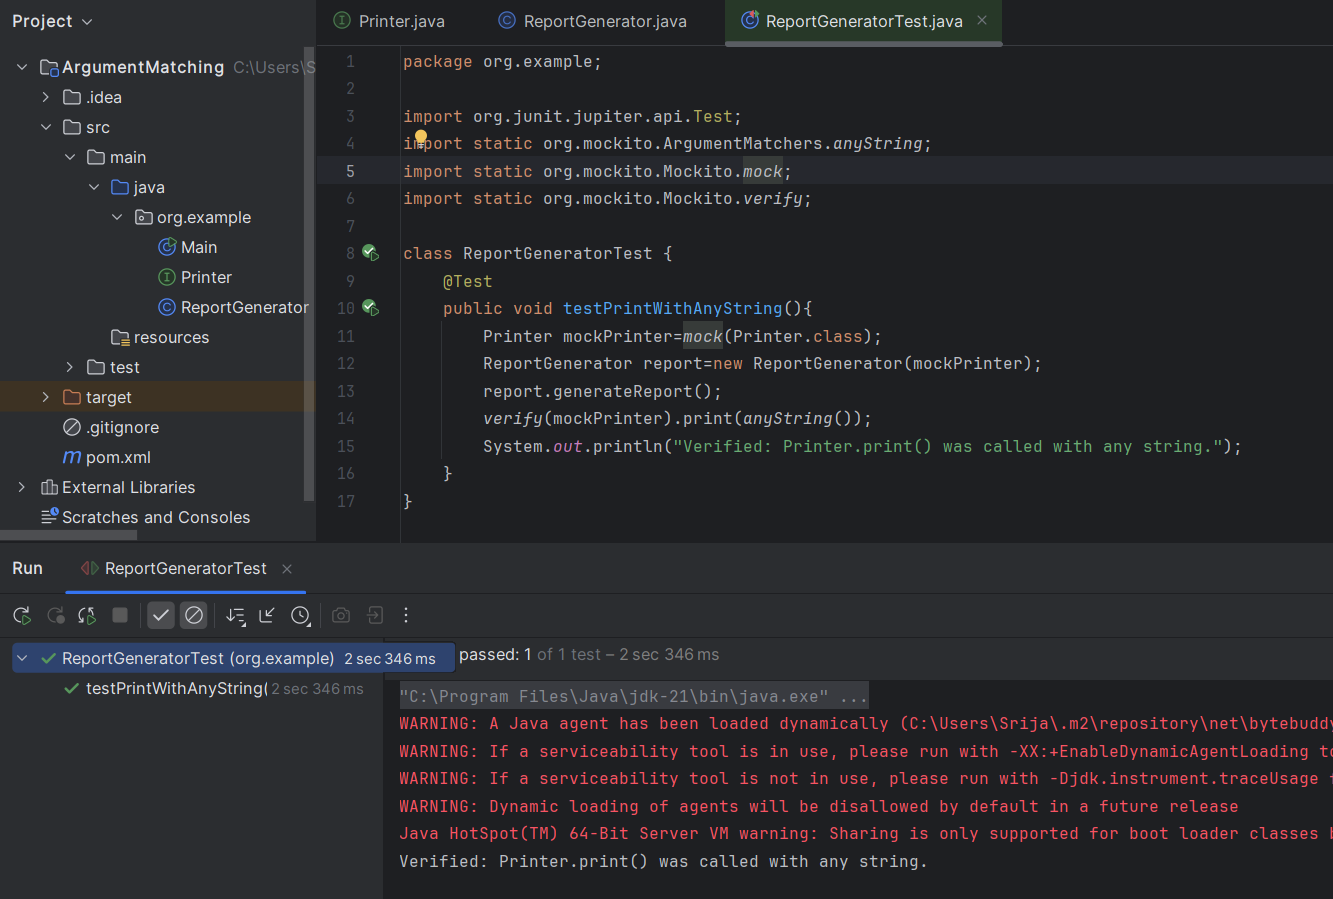 Project
Printer.java
ReportGenerator.java
ReportGeneratorTest.java
ArgumentMatching C:\Users\S
.idea
src
main
java
org.example
Main
Printer
ReportGenerator
resources
test
target
.gitignore
pom.xml
External Libraries
Scratches and Consoles
1 package org.example;
2
3 import org.junit.jupiter.api.Test;
4 import static org.mockito.ArgumentMatchers.anyString;
5 import static org.mockito.Mockito.mock;
6 import static org.mockito.Mockito.verify;
7
8 class ReportGeneratorTest {
9 @Test
10 public void testPrintWithAnyString(){
11 Printer mockPrinter=mock(Printer.class);
12 ReportGenerator report=new ReportGenerator(mockPrinter);
13 report.generateReport();
14 verify(mockPrinter).print(anyString());
15 System.out.println("Verified: Printer.print() was called with any string.");
16 }
17 }
Run ReportGeneratorTest
ReportGeneratorTest (org.example) 2 sec 346 ms
testPrintWithAnyString( 2 sec 346 ms
passed: 1 of 1 test – 2 sec 346 ms
"C:\Program Files\Java\jdk-21\bin\java.exe" ...
WARNING: A Java agent has been loaded dynamically (C:\Users\Srija\.m2\repository\net\bytebuddy
WARNING: If a serviceability tool is in use, please run with -XX:+EnableDynamicAgentLoading to
WARNING: If a serviceability tool is not in use, please run with -Djdk.instrument.traceUsage
WARNING: Dynamic loading of agents will be disallowed by default in a future release
Java HotSpot(TM) 64-Bit Server VM warning: Sharing is only supported for boot loader classes
Verified: Printer.print() was called with any string.